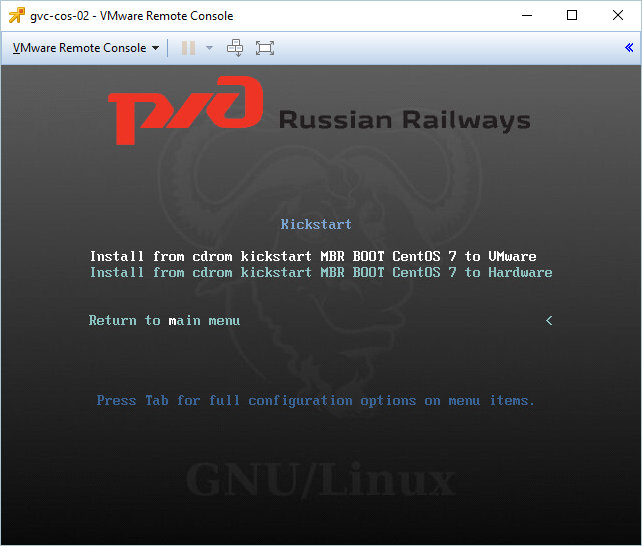 gvc-cos-02 - VMware Remote Console
VMware Remote Console
ржд Russian Railways
Kickstart
Install from cdrom kickstart MBR BOOT CentOS 7 to VMware
Install from cdrom kickstart MBR BOOT CentOS 7 to Hardware
Return to main menu <
Press Tab for full configuration options on menu items.
GNU/Linux